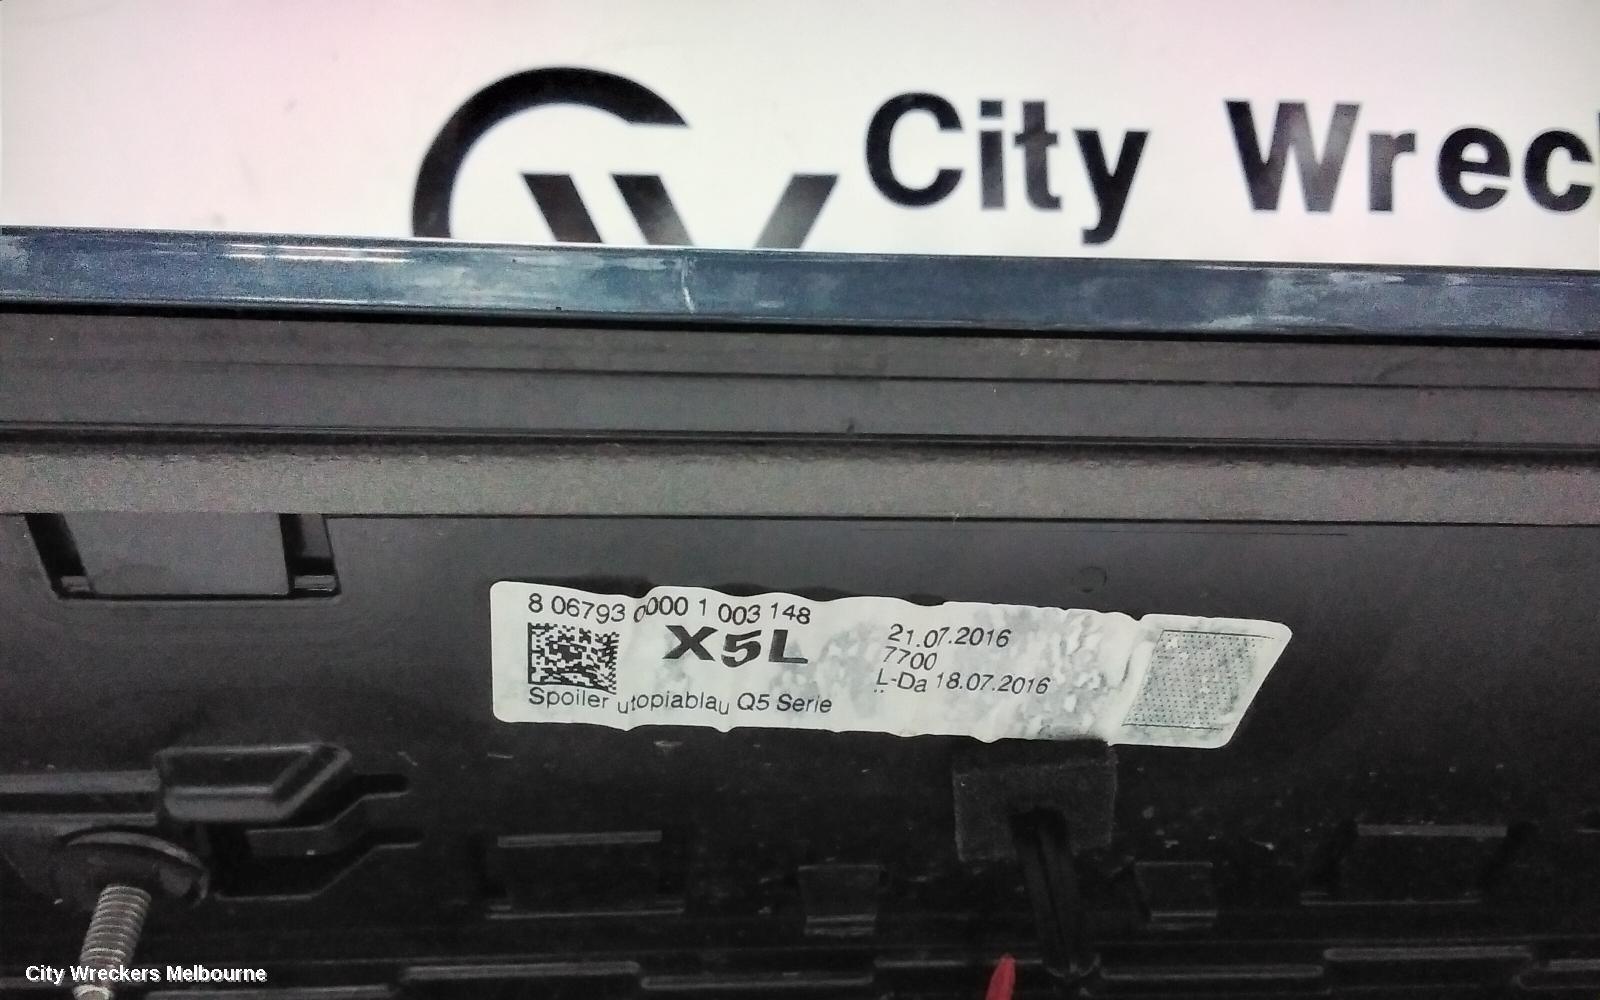 City Wrec
8 06793 0000 1 003 148
X5L
21.07.2016
7700
L-Da 18.07.2016
Spoiler utopiablau Q5 Serie
City Wreckers Melbourne